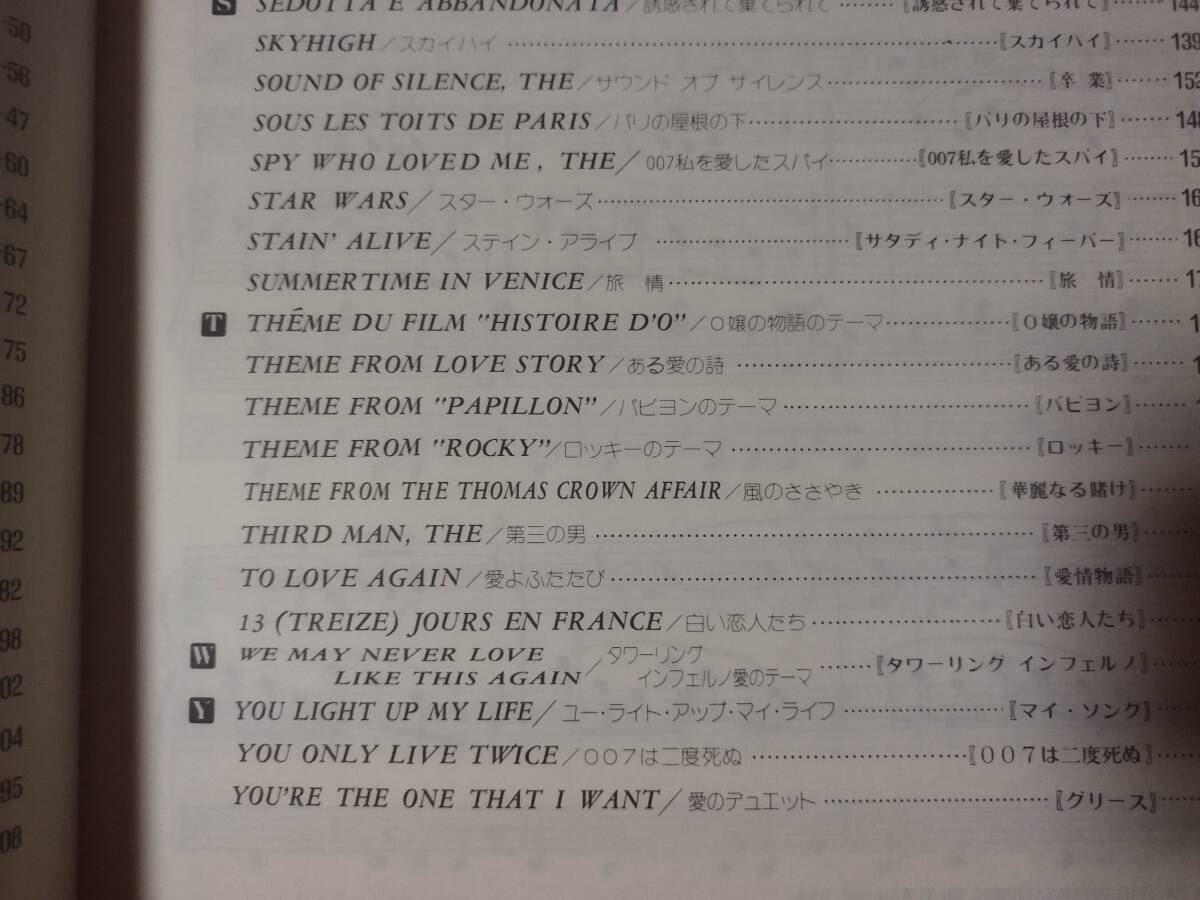 S SEDOTTA E ABBANDONATA/誘惑されて棄てられて ……『誘惑されて棄てられて』……144
SKYHIGH/スカイハイ ……『スカイハイ』……139
SOUND OF SILENCE, THE/サウンド オブ サイレンス……『卒 業』……152
SOUS LES TOITS DE PARIS/パリの屋根の下……『パリの屋根の下』……148
SPY WHO LOVED ME, THE/007私を愛したスパイ……『007私を愛したスパイ』……15
STAR WARS/スター・ウォーズ……『スター・ウォーズ』……16
STAIN' ALIVE/ステイン・アライブ ……『サタディ・ナイト・フィーバー』……16
SUMMERTIME IN VENICE/旅 情……『旅 情』……17
T THÉME DU FILM "HISTOIRE D'O"/O嬢の物語のテーマ……『O嬢の物語』……1
THEME FROM LOVE STORY/ある愛の詩 ……『ある愛の詩』……1
THEME FROM "PAPILLON"/パピヨンのテーマ……『パピヨン』……
THEME FROM "ROCKY"/ロッキーのテーマ ……『ロッキー』……
THEME FROM THE THOMAS CROWN AFFAIR/風のささやき ……『華麗なる賭け』……
THIRD MAN, THE/第三の男 ……『第三の男』……
TO LOVE AGAIN/愛よふたたび……『愛情物語』……
13 (TREIZE) JOURS EN FRANCE/白い恋人たち ……『白い恋人たち』……
W WE MAY NEVER LOVE LIKE THIS AGAIN/タワーリング インフェルノ愛のテーマ ……『タワーリング インフェルノ』……
Y YOU LIGHT UP MY LIFE/ユー・ライト・アップ・マイ・ライフ ……『マイ・ソング』……
YOU ONLY LIVE TWICE/007は二度死ぬ ……『007は二度死ぬ』……
YOU'RE THE ONE THAT I WANT/愛のデュエット ……『グリース』……
50
56
47
60
64
67
72
75
86
78
89
92
82
98
02
04
95
08